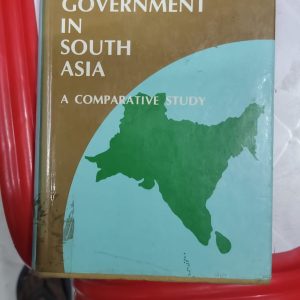 GOVERNMENT
IN
SOUTH
ASIA
A COMPARATIVE STUDY